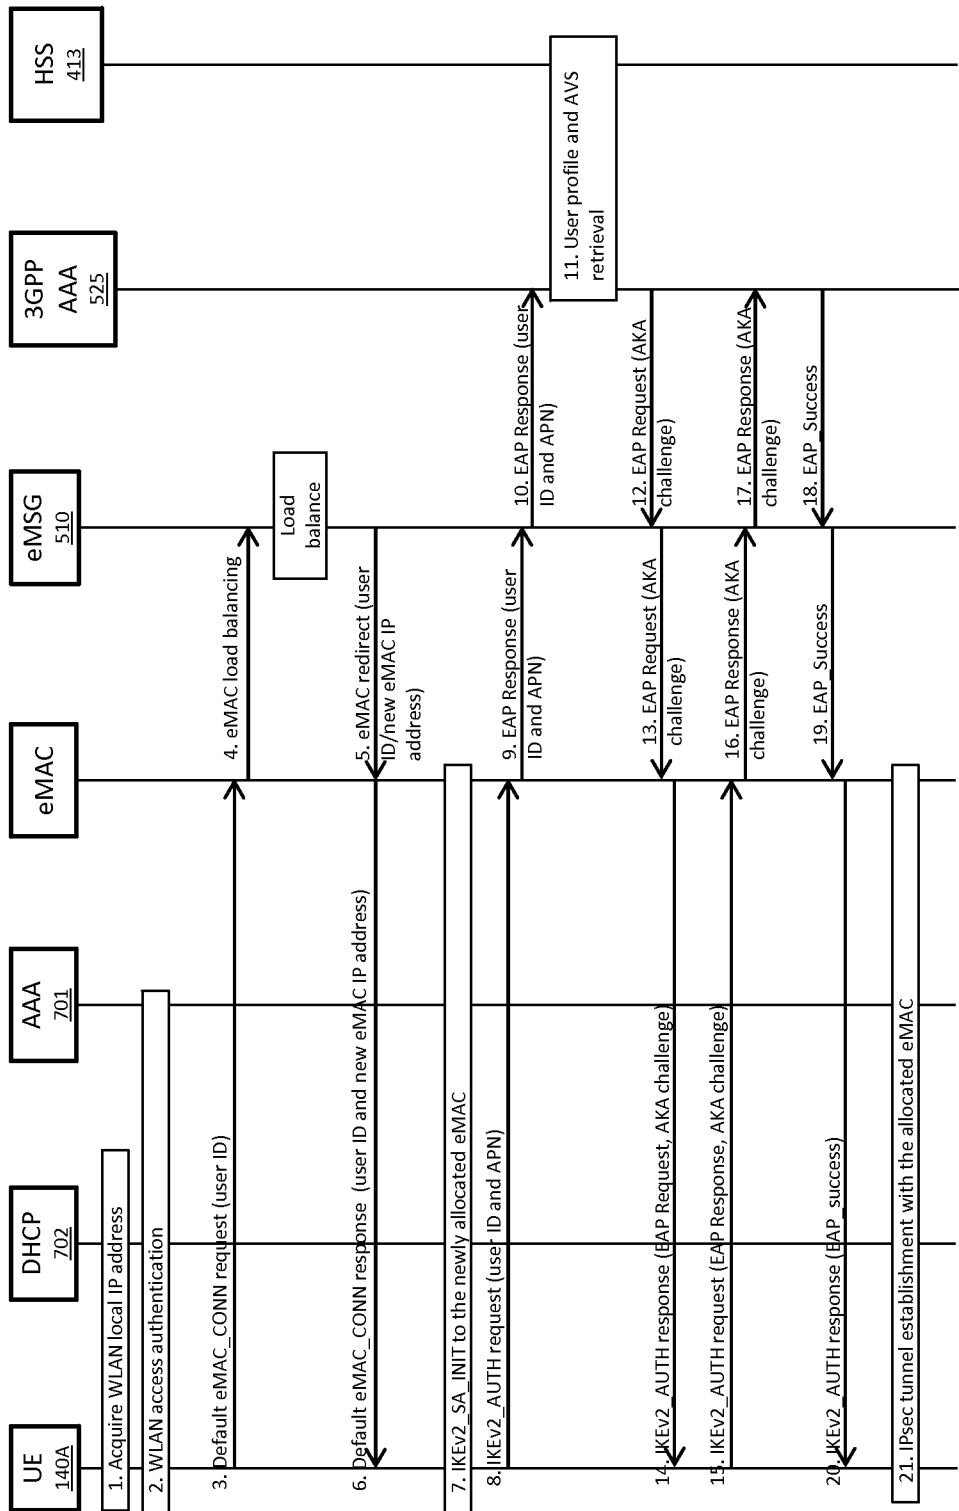 UE
140A
DHCP
702
AAA
701
eMAC
eMSG
510
3GPP
AAA
525
HSS
413
1. Acquire WLAN local IP address
2. WLAN access authentication
3. Default eMAC_CONN request (user ID)
4. eMAC load balancing
Load
balance
5. eMAC redirect (user
ID/new eMAC IP
address)
6. Default eMAC_CONN response (user ID and new eMAC IP address)
7. IKEv2_SA_INIT to the newly allocated eMAC
8. IKEv2_AUTH request (user ID and APN)
9. EAP Response (user
ID and APN)
10. EAP Response (user
ID and APN)
11. User profile and AVS
retrieval
12. EAP Request (AKA
challenge)
13. EAP Request (AKA
challenge)
14. IKEv2_AUTH response (EAP Request, AKA challenge)
15. IKEv2_AUTH request (EAP Response, AKA challenge)
16. EAP Response (AKA
challenge)
17. EAP Response (AKA
challenge)
18. EAP_Success
19. EAP_Success
20. IKEv2_AUTH response (EAP_success)
21. IPsec tunnel establishment with the allocated eMAC